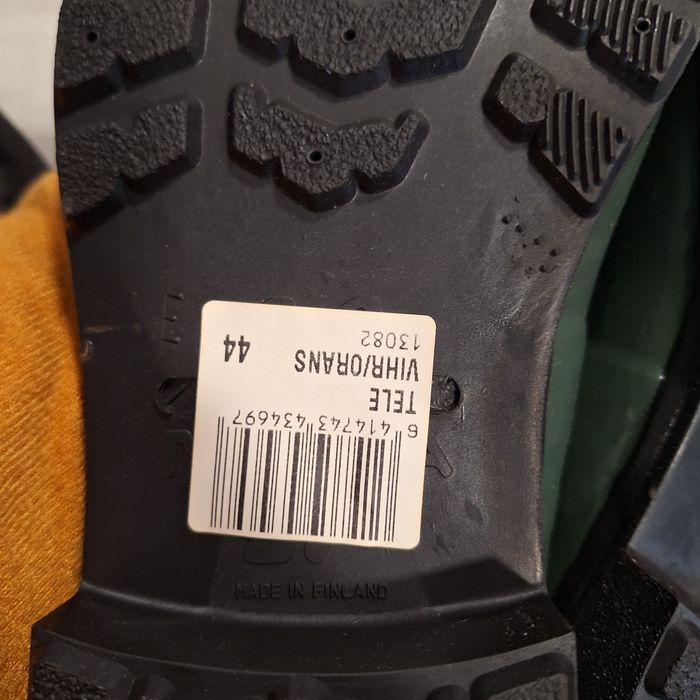 6 414743 434697
TELE
VIHR/ORANS 44
13082
MADE IN FINLAND